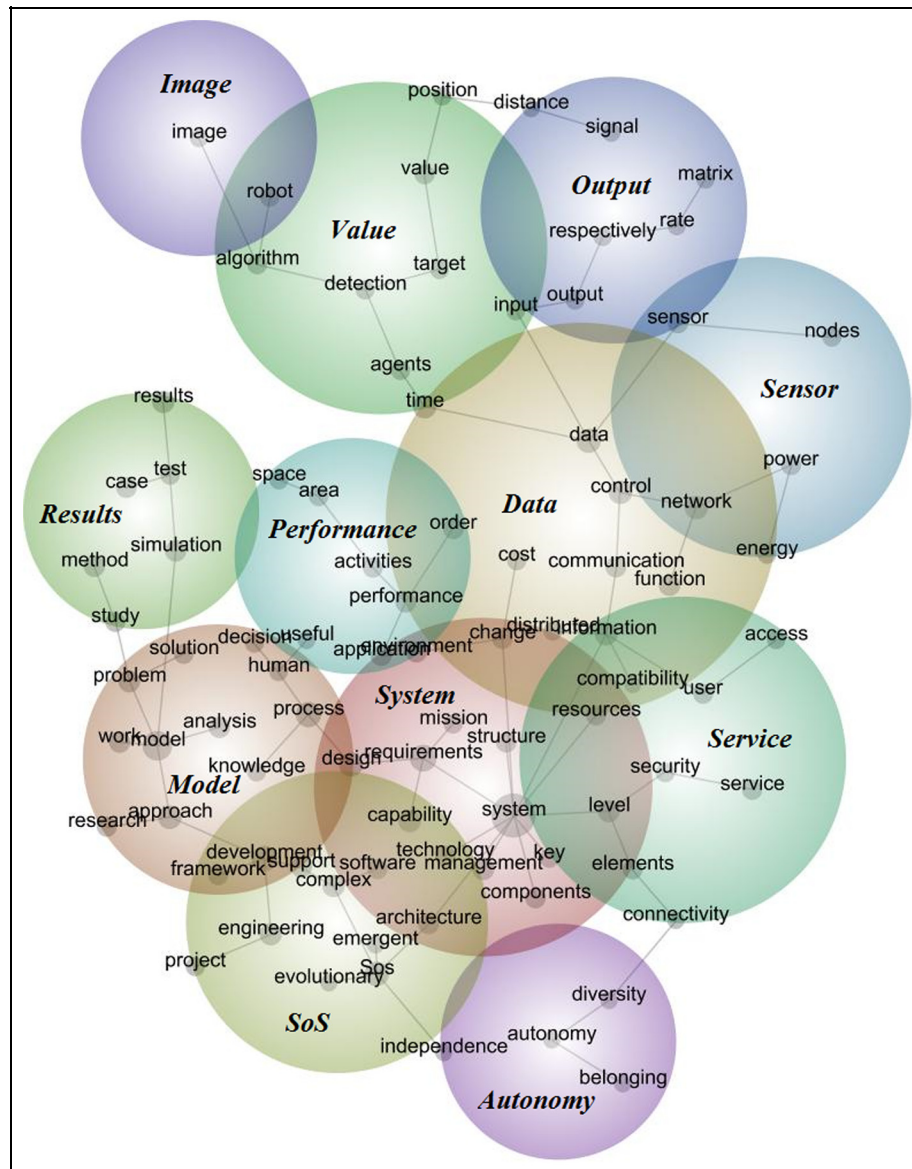 Image
position
distance
image
signal
value
matrix
robot
Output
Value
respectively
rate
algorithm
target
detection
output
input
sensor
nodes
agents
Sensor
results
time
data
test
case
space
power
area
control
network
Results
Performance
Data
order
simulation
energy
method
activities
cost
communication
function
performance
study
decision
useful
distributed
information
change
access
solution
application
environment
human
problem
System
compatibility
user
process
mission
resources
analysis
work
model
structure
Service
requirements
design
knowledge
security
Model
service
approach
capability
system
level
research
development
technology
key
support
software
management
elements
framework
complex
components
architecture
connectivity
engineering
emergent
project
evolutionary
Sos
diversity
SoS
independence
autonomy
belonging
Autonomy